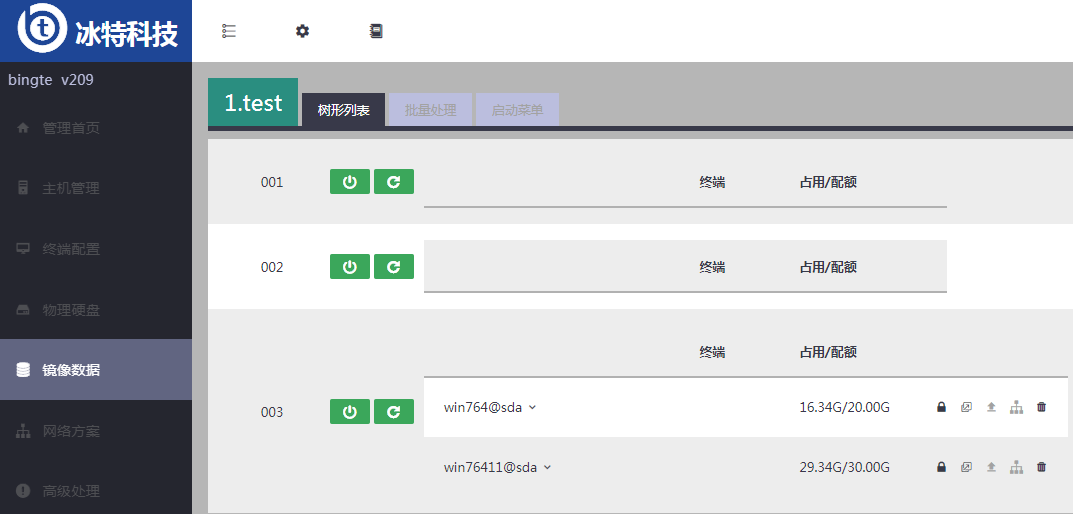 冰特科技
bingte v209
管理首页
主机管理
终端配置
物理硬盘
镜像数据
网络方案
高级处理
1.test 树形列表 批量处理 启动菜单
001 终端 占用/配额
002 终端 占用/配额
终端 占用/配额
003 win764@sda 16.34G/20.00G
win76411@sda 29.34G/30.00G